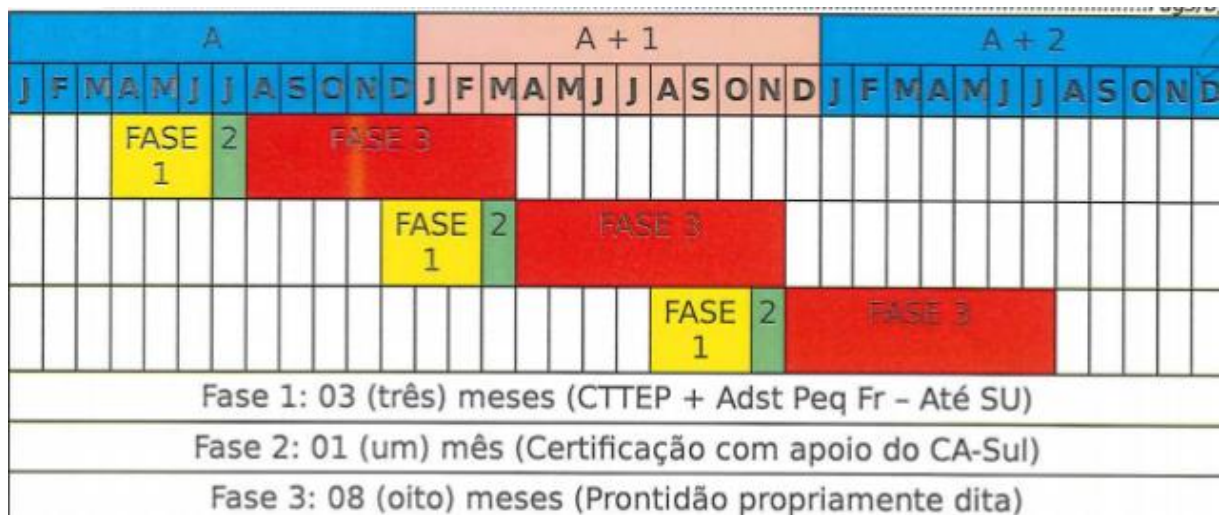 A A + 1 A + 2
J F M A M J J A S O N D J F M A M J J A S O N D J F M A M J J A S O N D
FASE 1 2 FASE 3
FASE 1 2 FASE 3
FASE 1 2 FASE 3
Fase 1: 03 (três) meses (CTTEP + Adst Peq Fr – Até SU)
Fase 2: 01 (um) mês (Certificação com apoio do CA-Sul)
Fase 3: 08 (oito) meses (Prontidão propriamente dita)